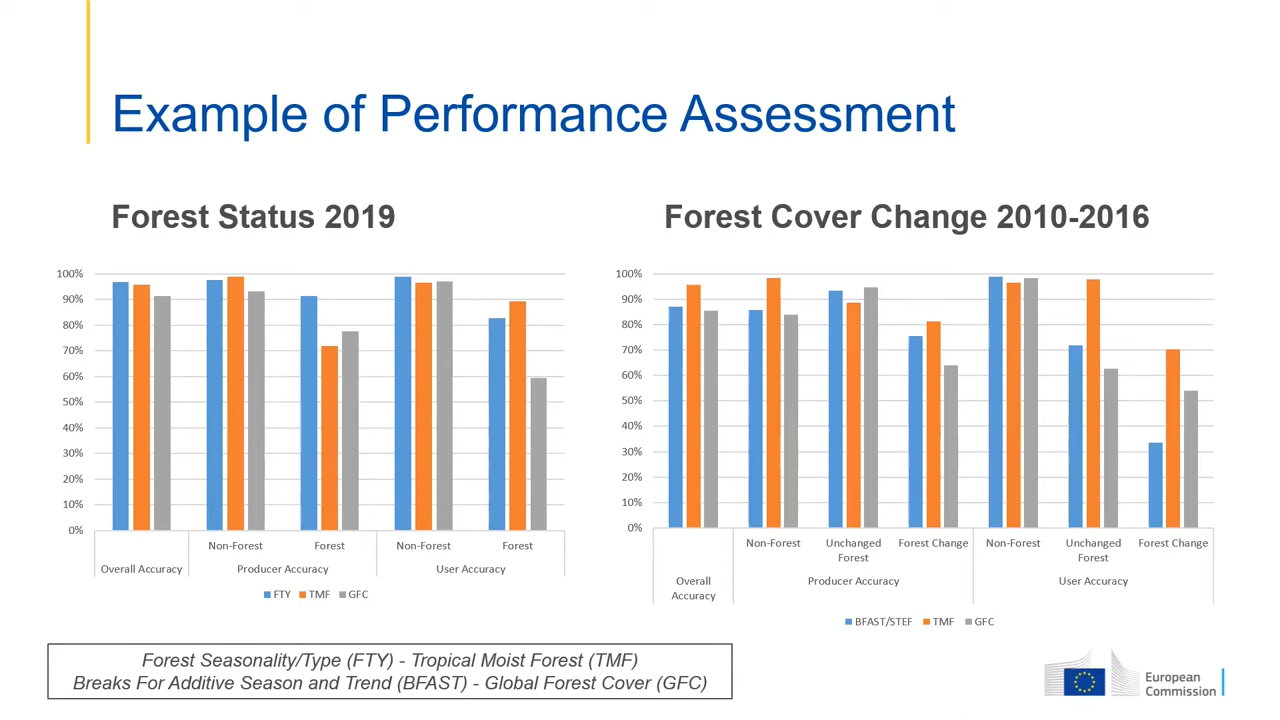 Example of Performance Assessment
Forest Status 2019
100%
90%
80%
70%
60%
50%
40%
30%
20%
10%
0%
Non-Forest Forest Non-Forest Forest
Overall Accuracy Producer Accuracy User Accuracy
FTY TMF GFC
Forest Cover Change 2010-2016
100%
90%
80%
70%
60%
50%
40%
30%
20%
10%
0%
Non-Forest Unchanged Forest Change Non-Forest Unchanged Forest Change
Forest Forest
Overall Producer Accuracy User Accuracy
Accuracy
BFAST/STEF TMF GFC
Forest Seasonality/Type (FTY) - Tropical Moist Forest (TMF)
Breaks For Additive Season and Trend (BFAST) - Global Forest Cover (GFC)
European
Commission